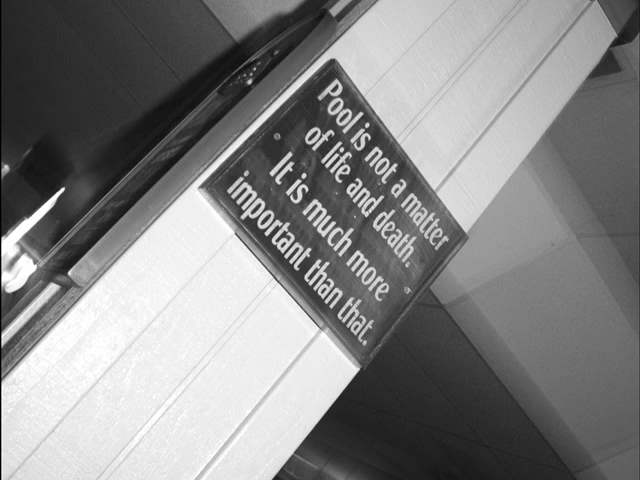 Pool is not a matter
of life and death.
It is much more
important than that.